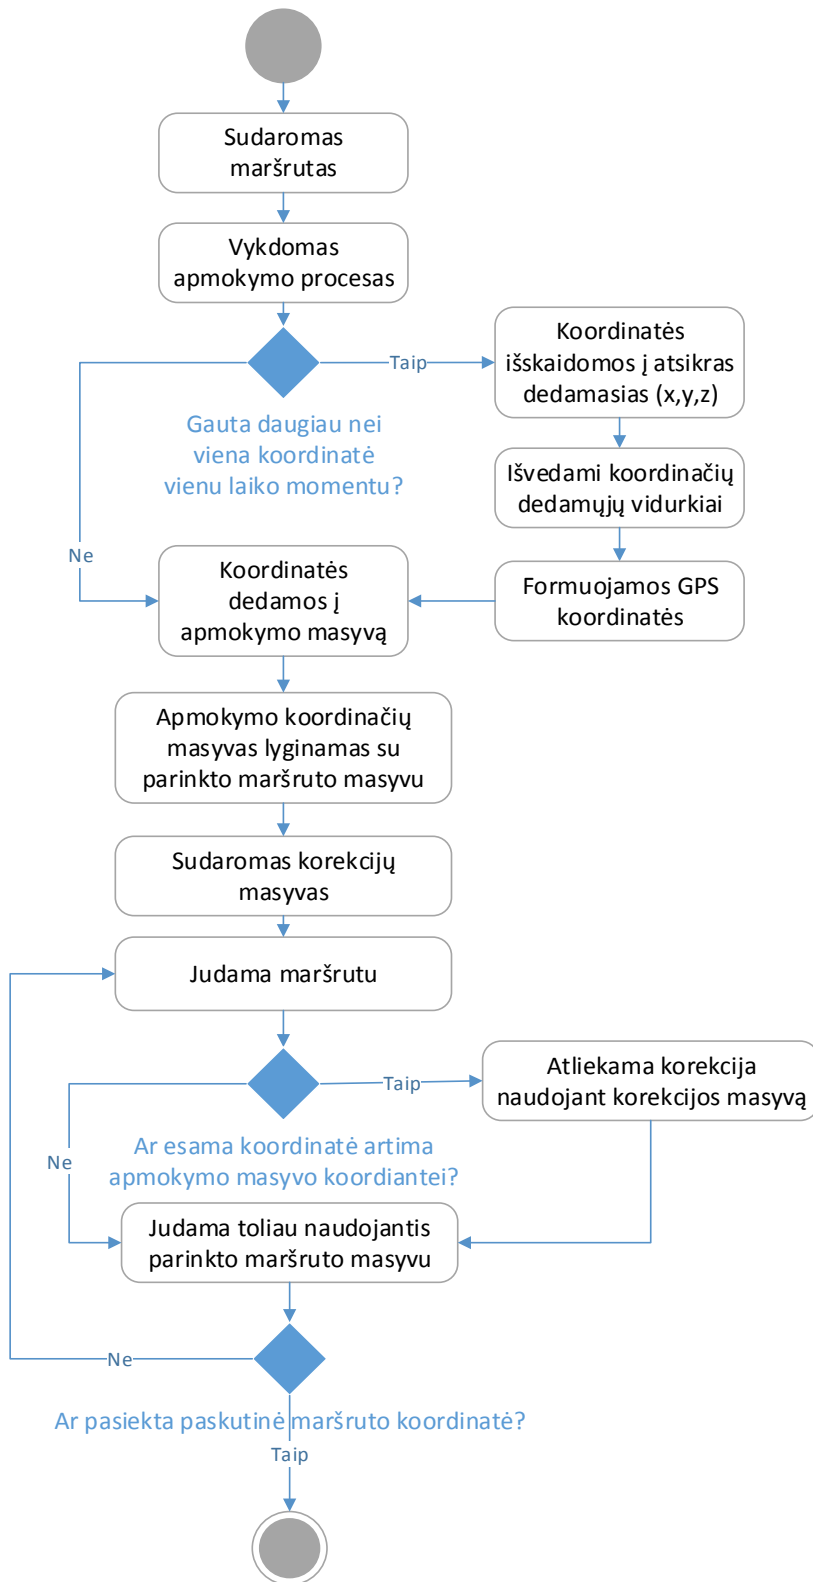 Sudaromas
maršrutas
Vykdomas
apmokymo procesas
Taip
Koordinatės
išskaidomos į atsikras
dedamasias (x,y,z)
Gauta daugiau nei
viena koordinatė
vienu laiko momentu?
Išvedami koordinačių
dedamųjų vidurkiai
Ne
Koordinatės
dedamos į
apmokymo masyvą
Formuojamos GPS
koordinatės
Apmokymo koordinačių
masyvas lyginamas su
parinkto maršruto masyvu
Sudaromas korekcijų
masyvas
Judama maršrutu
Taip
Atliekama korekcija
naudojant korekcijos masyvą
Ne
Ar esama koordinatė artima
apmokymo masyvo koordiantei?
Judama toliau naudojantis
parinkto maršruto masyvu
Ne
Ar pasiekta paskutinė maršruto koordinatė?
Taip